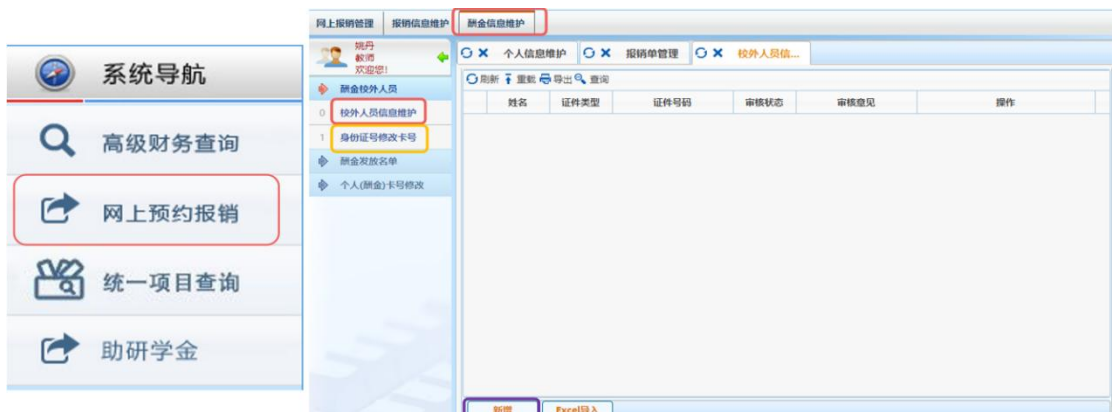 系统导航
高级财务查询
网上预约报销
统一项目查询
助研学金
网上报销管理 报销信息维护 酬金信息维护
姚丹
教师
欢迎您!
酬金校外人员
0 校外人员信息维护
1 身份证号修改卡号
酬金发放名单
个人(酬金)卡号修改
个人信息维护 报销单管理 校外人员信...
刷新 重载 导出 查询
姓名 证件类型 证件号码 审核状态 审核意见 操作
新增 Excel导入